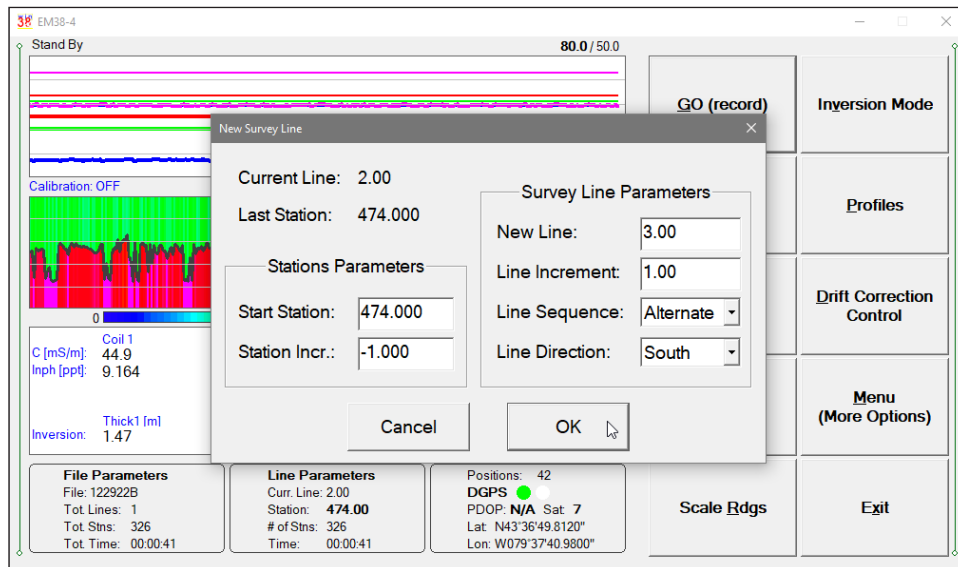 38 EM38-4
Stand By
80.0 / 50.0
GO (record)
Inversion Mode
New Survey Line
Current Line: 2.00
Last Station: 474.000
Stations Parameters
Start Station: 474.000
Station Incr.: -1.000
Survey Line Parameters
New Line: 3.00
Line Increment: 1.00
Line Sequence: Alternate
Line Direction: South
Cancel
OK
Calibration: OFF
0
Coil 1
C [mS/m]: 44.9
Inph [ppt]: 9.164
Thick1 [m]
Inversion: 1.47
Profiles
Drift Correction
Control
Menu
(More Options)
Scale Rdgs
Exit
File Parameters
File: 122922B
Tot. Lines: 1
Tot. Stns: 326
Tot. Time: 00:00:41
Line Parameters
Curr. Line: 2.00
Station: 474.00
# of Stns: 326
Time: 00:00:41
Positions: 42
DGPS
PDOP: N/A Sat: 7
Lat: N43°36'49.8120"
Lon: W079°37'40.9800"